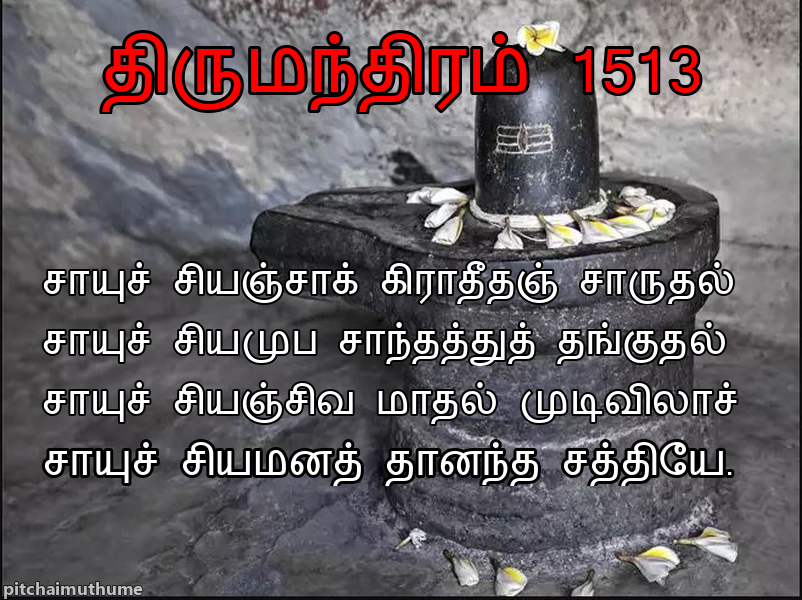 திருமந்திரம் 1513
சாயுச் சியஞ்சாக் கிராதீதஞ் சாருதல்
சாயுச் சியமுப சாந்தத்துத் தங்குதல்
சாயுச் சியஞ்சிவ மாதல் முடிவிலாச்
சாயுச் சியமனத் தானந்த சத்தியே.
pitchaimuthume